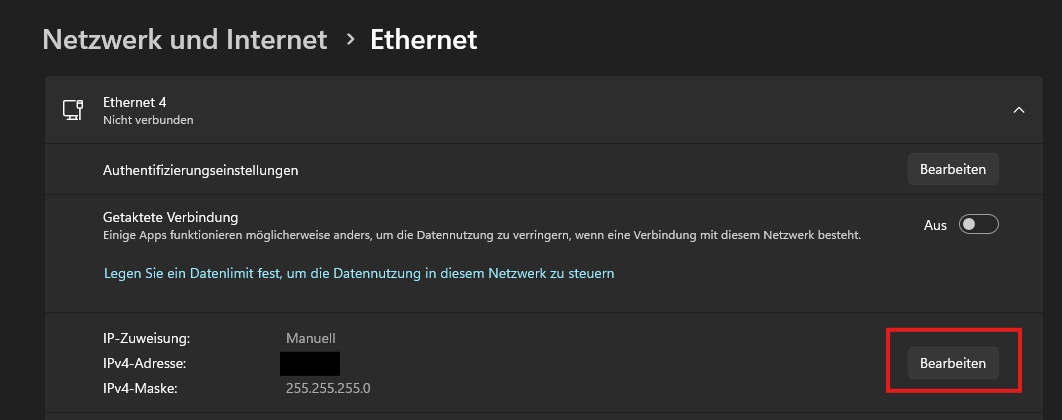 Netzwerk und Internet > Ethernet
Ethernet 4
Nicht verbunden
Authentifizierungseinstellungen
Bearbeiten
Getaktete Verbindung
Einige Apps funktionieren möglicherweise anders, um die Datennutzung zu verringern, wenn eine Verbindung mit diesem Netzwerk besteht.
Aus
Legen Sie ein Datenlimit fest, um die Datennutzung in diesem Netzwerk zu steuern
IP-Zuweisung: Manuell
IPv4-Adresse:
Bearbeiten
IPv4-Maske: 255.255.255.0